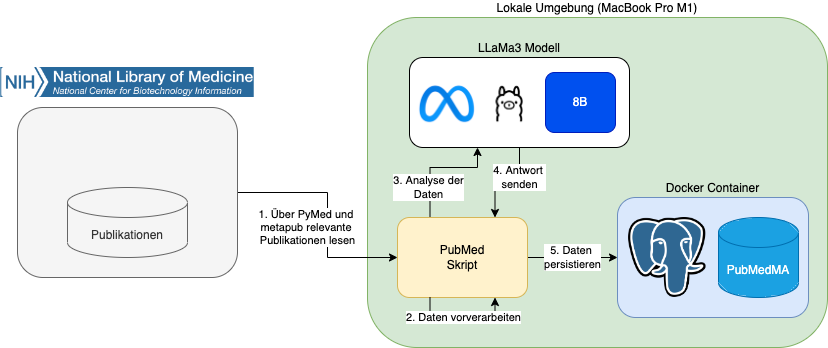 Lokale Umgebung (MacBook Pro M1)
LLaMa3 Modell
8B
NIH
National Library of Medicine
National Center for Biotechnology Information
Publikationen
1. Über PyMed und
metapub relevante
Publikationen lesen
3. Analyse der
Daten
4. Antwort
senden
PubMed
Skript
2. Daten vorverarbeiten
5. Daten
persistieren
Docker Container
PubMedMA